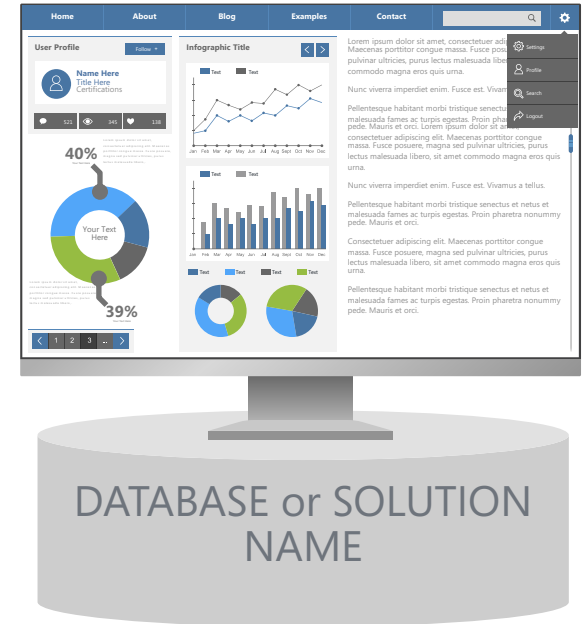 Home
About
Blog
Examples
Contact
User Profile
Follow
Name Here
Title Here
Certifications
521
345
138
40%
Your Text
Here
39%
1 2 3 ...
Infographic Title
Text Text
Jan Feb Mar Apr May Jun Jul Aug Sept Oct Nov Dec
Text Text
Jan Feb Mar Apr May Jun Jul Aug Sept Oct Nov Dec
Text Text Text Text
Lorem ipsum dolor sit amet, consectetuer
Maecenas porttitor congue massa. Fusce
pulvinar ultricies, purus lectus malesuada
commodo magna eros quis urna.
Nunc viverra imperdiet enim. Fusce est.
Pellentesque habitant morbi tristique senectus
malesuada fames ac turpis egestas. Proin
pede. Mauris et orci. Lorem ipsum dolor sit
consectetuer adipiscing elit. Maecenas porttitor congue
massa. Fusce posuere, magna sed pulvinar ultricies, purus
lectus malesuada libero, sit amet commodo magna eros quis
urna.
Nunc viverra imperdiet enim. Fusce est. Vivamus a tellus.
Pellentesque habitant morbi tristique senectus et netus et
malesuada fames ac turpis egestas. Proin pharetra nonummy
pede. Mauris et orci.
Consectetuer adipiscing elit. Maecenas porttitor congue
massa. Fusce posuere, magna sed pulvinar ultricies, purus
lectus malesuada libero, sit amet commodo magna eros quis
urna.
Pellentesque habitant morbi tristique senectus et netus et
malesuada fames ac turpis egestas. Proin pharetra nonummy
pede. Mauris et orci.
Settings
Profile
Search
Logout
DATABASE or SOLUTION
NAME